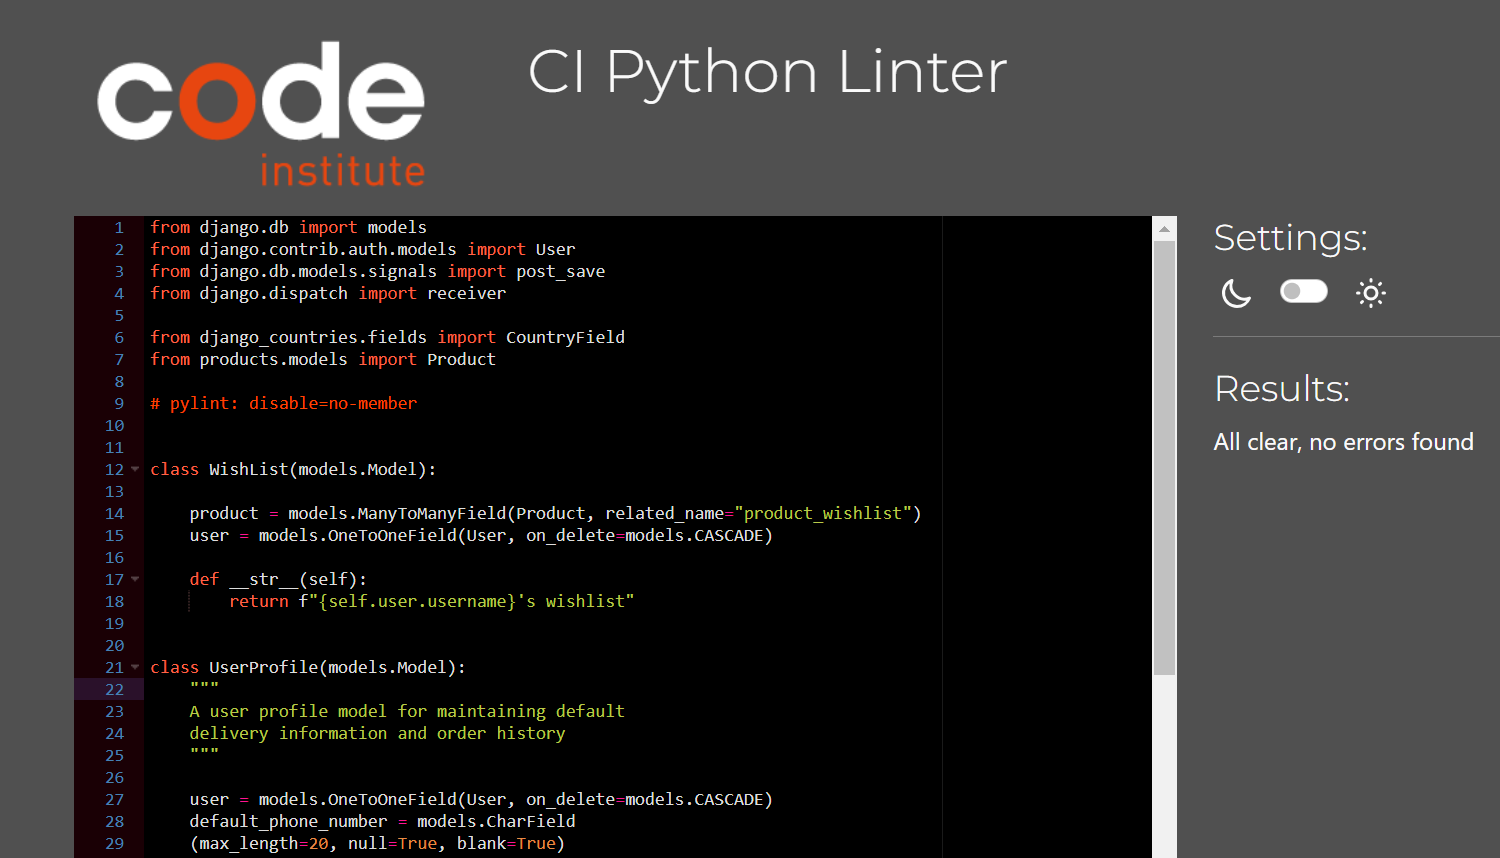 code
institute
CI Python Linter
1 from django.db import models
2 from django.contrib.auth.models import User
3 from django.db.models.signals import post_save
4 from django.dispatch import receiver
5
6 from django_countries.fields import CountryField
7 from products.models import Product
8
9 # pylint: disable=no-member
10
11
12 class WishList(models.Model):
13
14     product = models.ManyToManyField(Product, related_name="product_wishlist")
15     user = models.OneToOneField(User, on_delete=models.CASCADE)
16
17     def __str__(self):
18         return f"{self.user.username}'s wishlist"
19
20
21 class UserProfile(models.Model):
22     """
23     A user profile model for maintaining default
24     delivery information and order history
25     """
26
27     user = models.OneToOneField(User, on_delete=models.CASCADE)
28     default_phone_number = models.CharField
29     (max_length=20, null=True, blank=True)
Settings:
Results:
All clear, no errors found